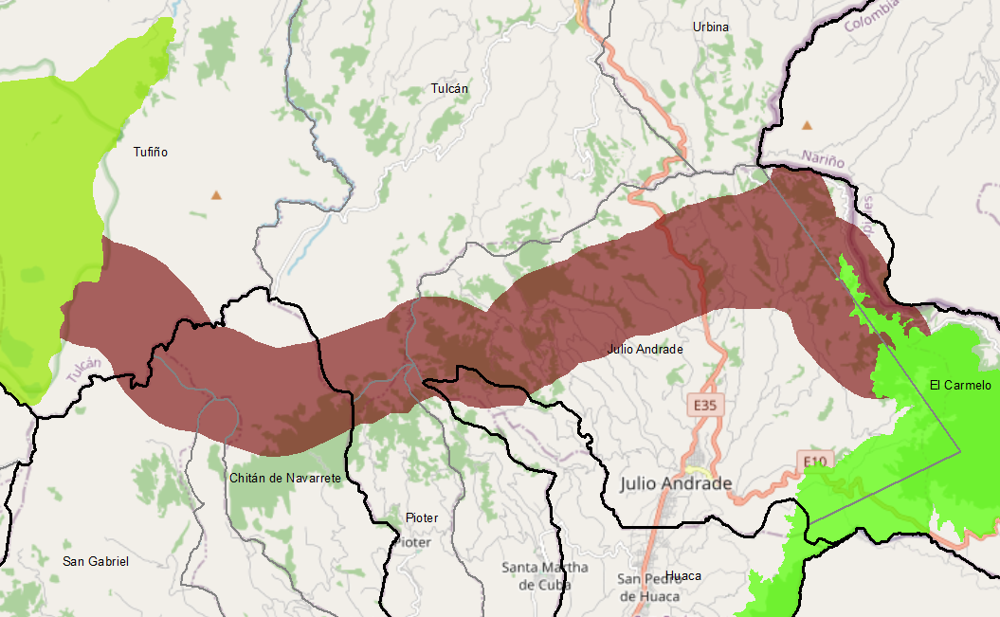 Colombia
Urbina
Tulcán
Tufiño
Nariño
Tulcán
Julio Andrade
El Carmelo
E35
E10
Chitán de Navarrete
Julio Andrade
Pioter
Pioter
San Gabriel
Santa Martha
de Cuba
San Pedro
de Huaca
Huaca